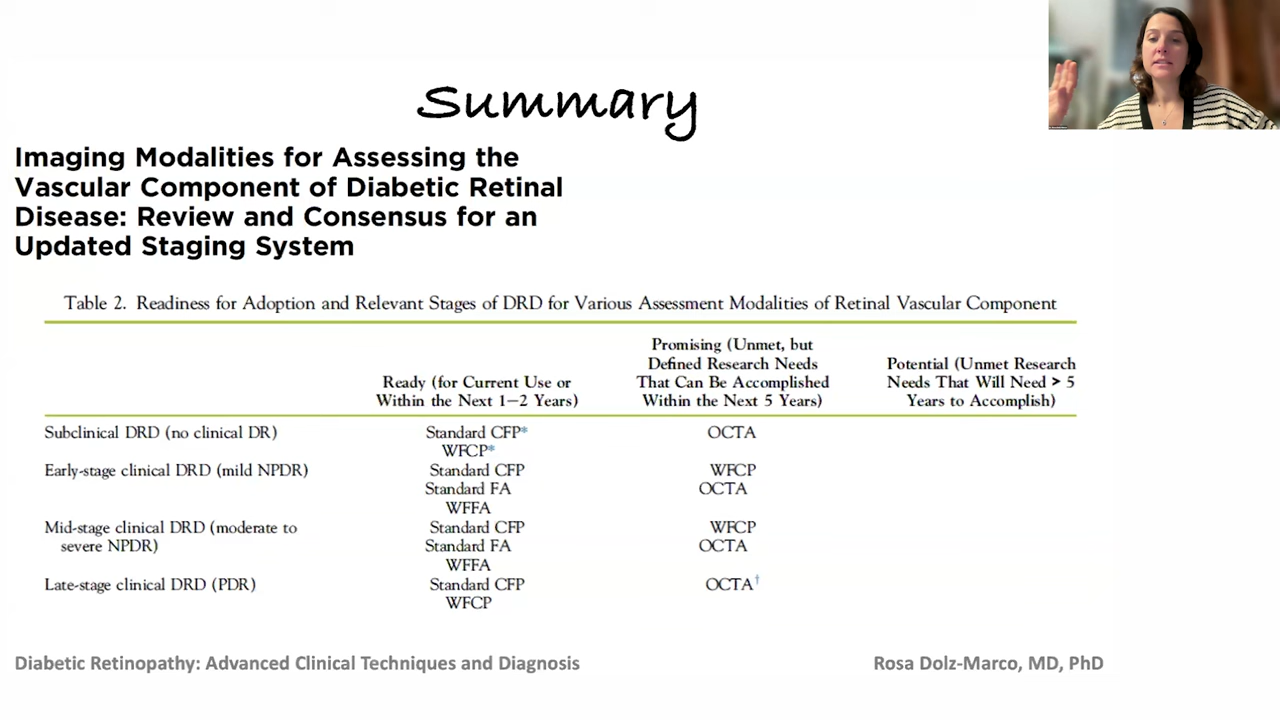 Summary
Imaging Modalities for Assessing the
Vascular Component of Diabetic Retinal
Disease: Review and Consensus for an
Updated Staging System
Table 2. Readiness for Adoption and Relevant Stages of DRD for Various Assessment Modalities of Retinal Vascular Component
Ready (for Current Use or
Within the Next 1–2 Years)
Promising (Unmet, but
Defined Research Needs
That Can Be Accomplished
Within the Next 5 Years)
Potential (Unmet Research
Needs That Will Need > 5
Years to Accomplish)
Subclinical DRD (no clinical DR) Standard CFP* OCTA
WFCP*
Early-stage clinical DRD (mild NPDR) Standard CFP WFCP
Standard FA OCTA
WFFA
Mid-stage clinical DRD (moderate to Standard CFP WFCP
severe NPDR) Standard FA OCTA
WFFA
Late-stage clinical DRD (PDR) Standard CFP OCTA†
WFCP
Diabetic Retinopathy: Advanced Clinical Techniques and Diagnosis Rosa Dolz-Marco, MD, PhD